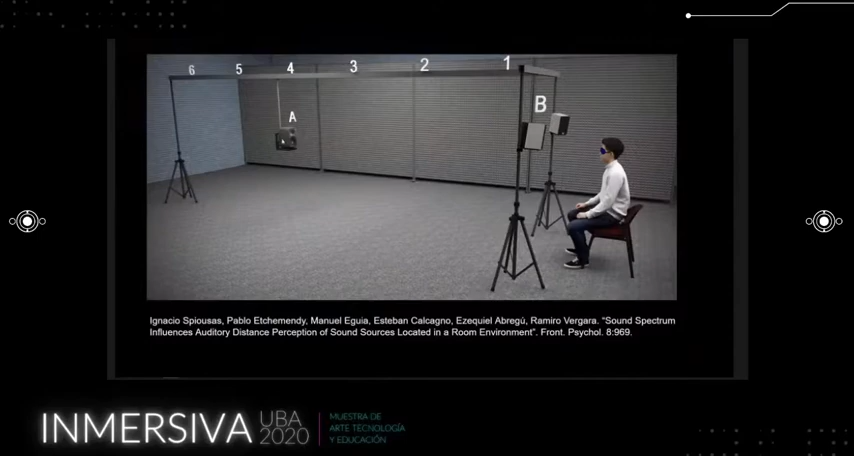 6 5 4 3 2 1
A
B
Ignacio Spiousas, Pablo Etchemendy, Manuel Eguia, Esteban Calcagno, Ezequiel Abregú, Ramiro Vergara. “Sound Spectrum
Influences Auditory Distance Perception of Sound Sources Located in a Room Environment”. Front. Psychol. 8:969.
INMERSIVA
UBA
2020
MUESTRA DE
ARTE TECNOLOGÍA
Y EDUCACIÓN